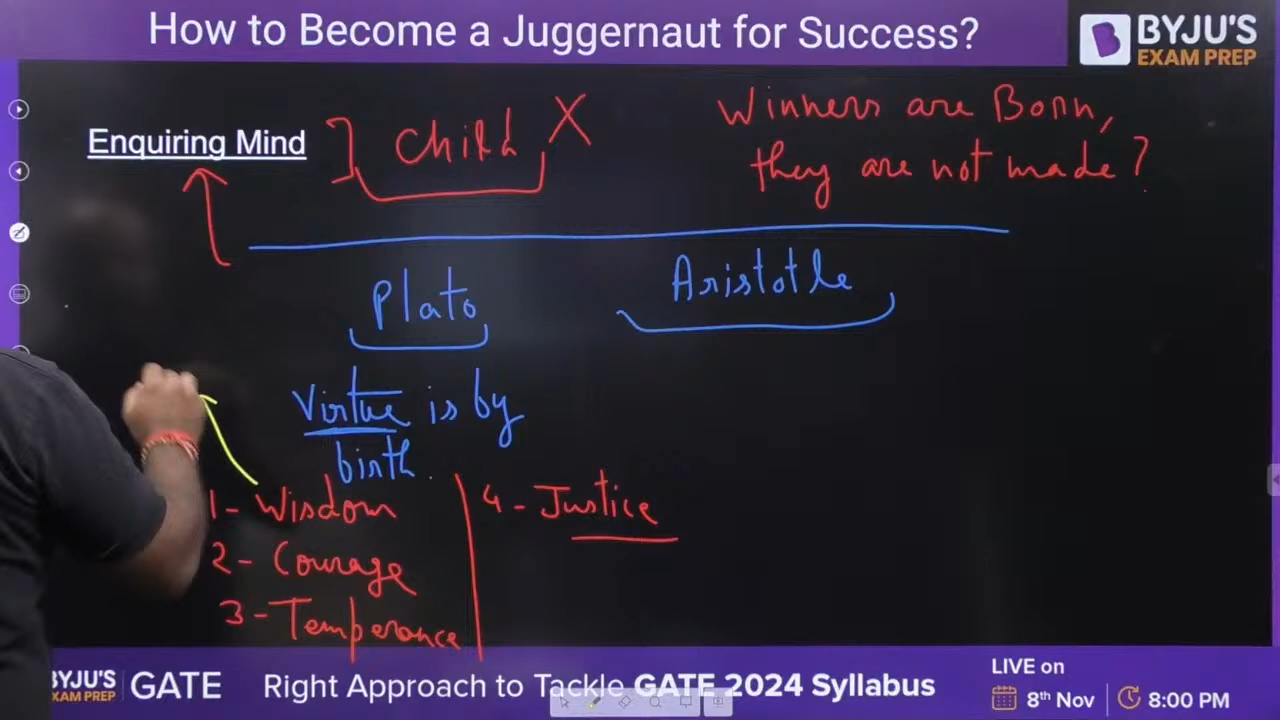 How to Become a Juggernaut for Success?
BYJU'S
EXAM PREP
Enquiring Mind
Child X
Winners are Born,
they are not made?
Plato
Aristotle
Virtue is by
birth.
1- Wisdom
2- Courage
3- Temperance
4- Justice
BYJU'S
EXAM PREP
GATE
Right Approach to Tackle GATE 2024 Syllabus
LIVE on
8th Nov
8:00 PM